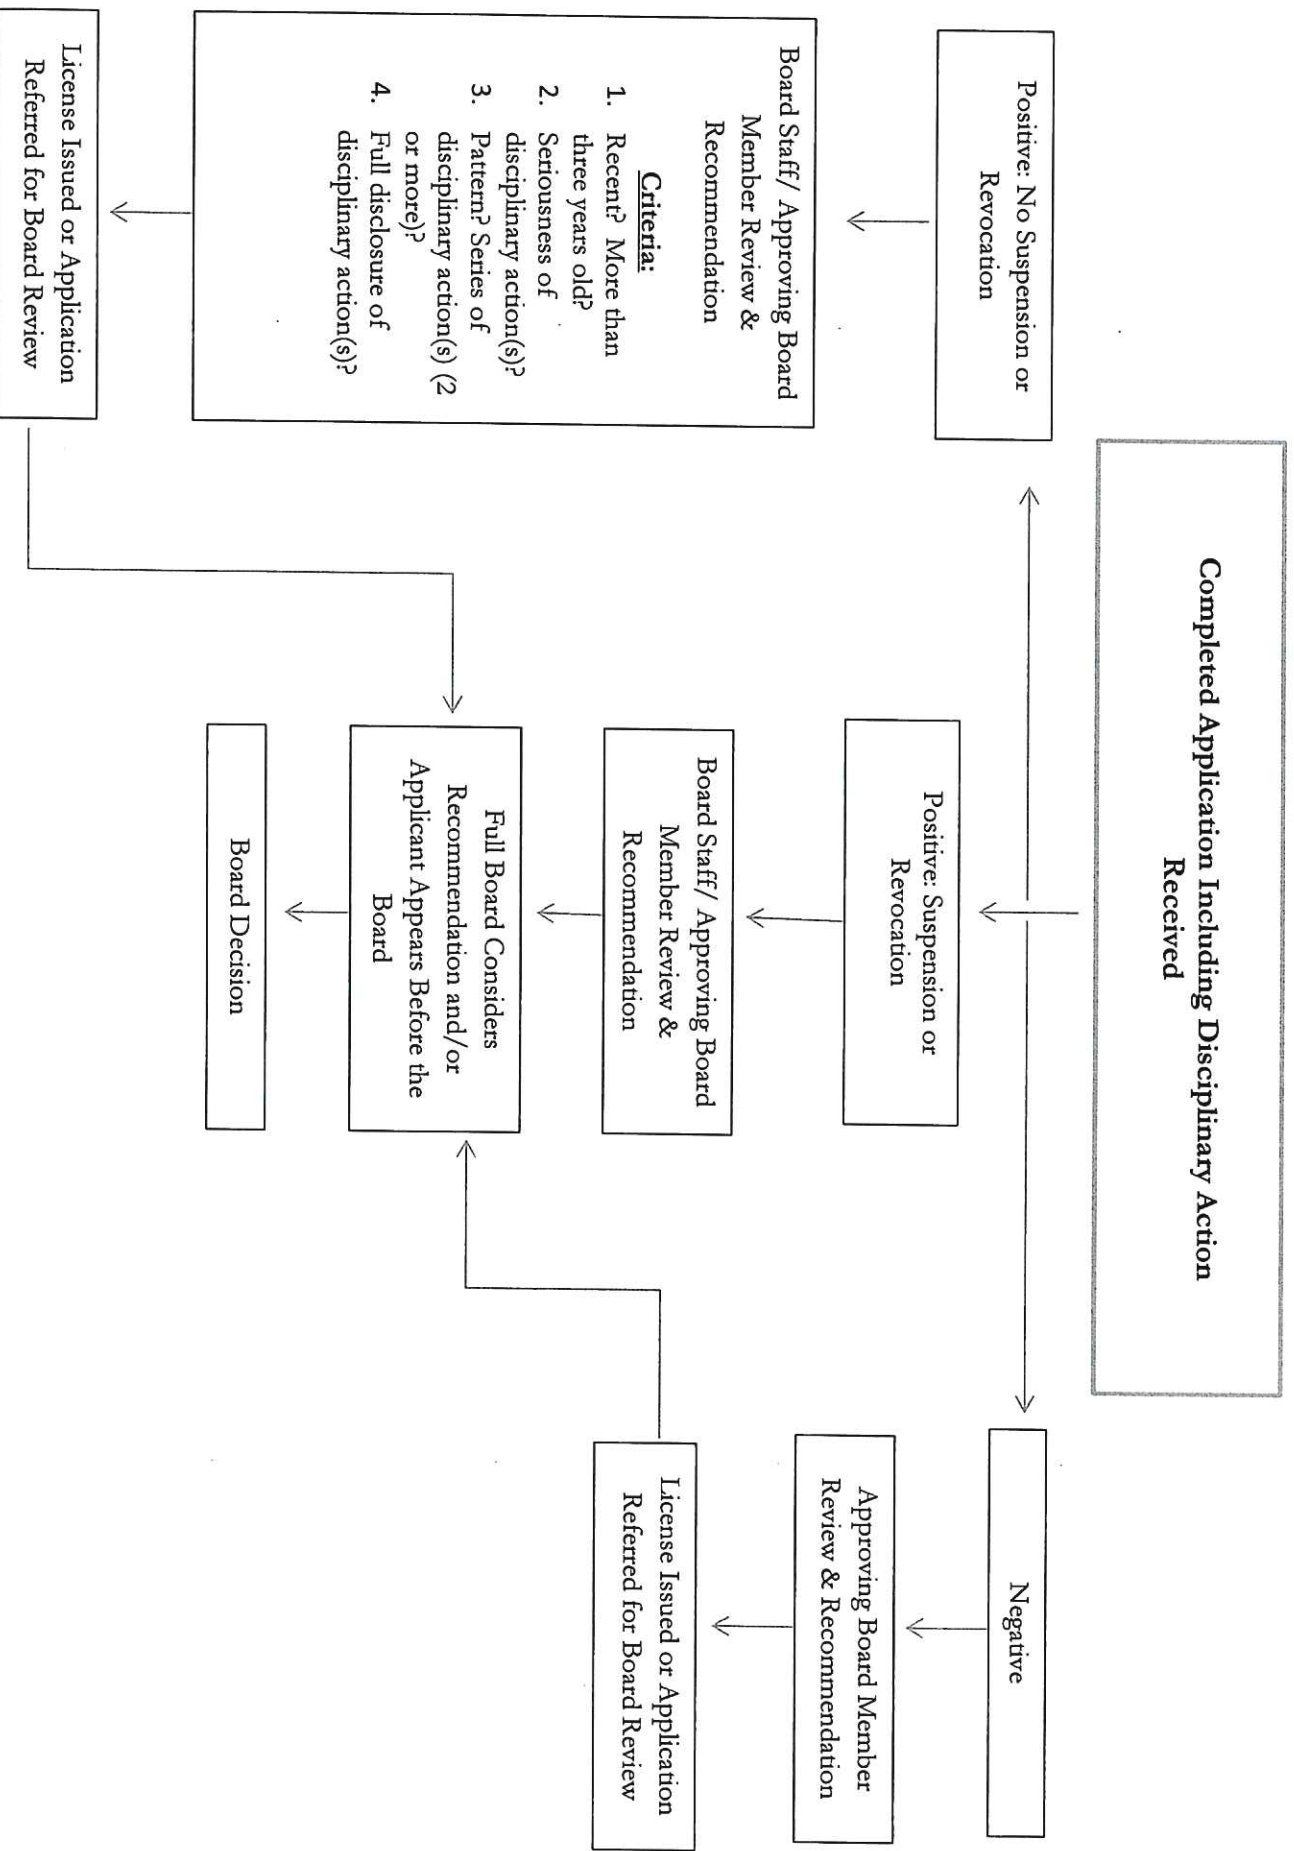 Completed Application Including Disciplinary Action
Received
Positive: No Suspension or
Revocation
Board Staff/ Approving Board
Member Review &
Recommendation
Criteria:
1. Recent? More than
three years old?
2. Seriousness of
disciplinary action(s)?
3. Pattern? Series of
disciplinary action(s) (2
or more)?
4. Full disclosure of
disciplinary action(s)?
License Issued or Application
Referred for Board Review
Positive: Suspension or
Revocation
Board Staff/ Approving Board
Member Review &
Recommendation
Full Board Considers
Recommendation and/or
Applicant Appears Before the
Board
Board Decision
Negative
Approving Board Member
Review & Recommendation
License Issued or Application
Referred for Board Review